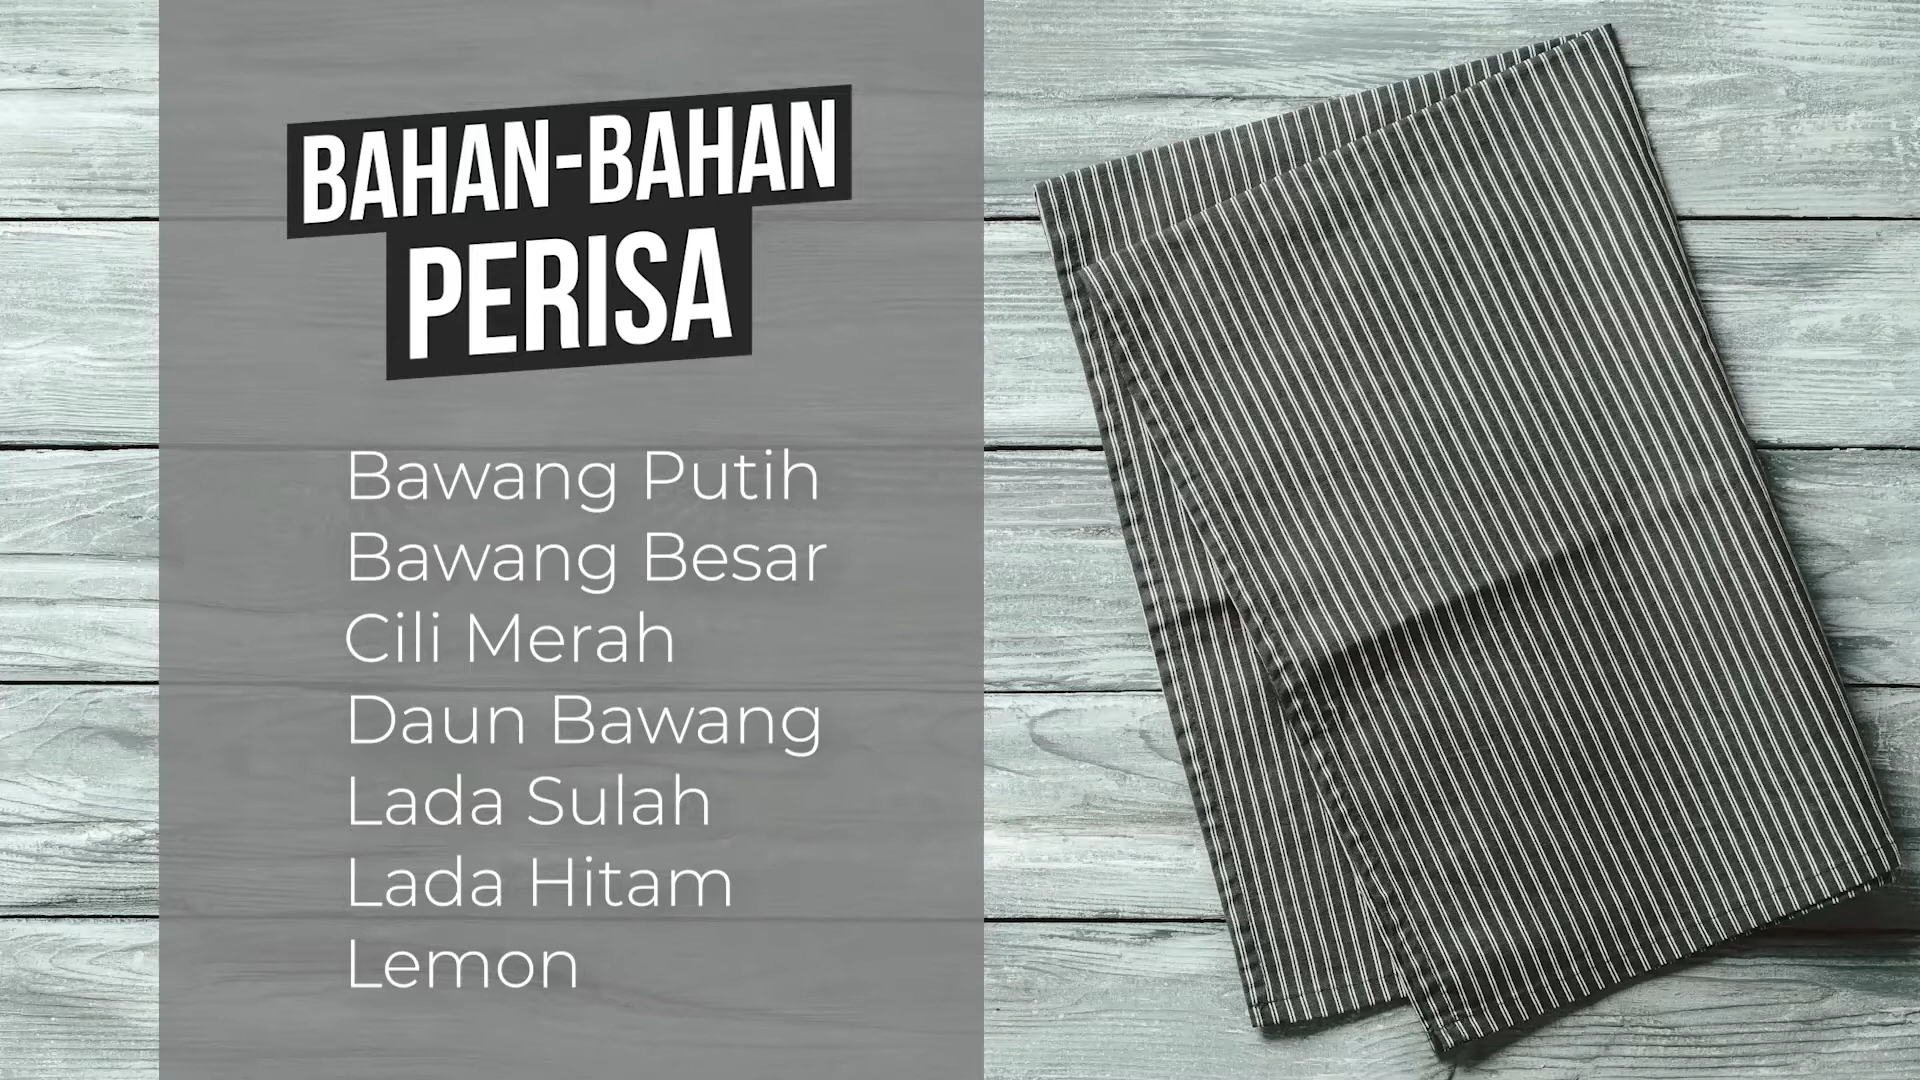 BAHAN-BAHAN
PERISA
Bawang Putih
Bawang Besar
Cili Merah
Daun Bawang
Lada Sulah
Lada Hitam
Lemon